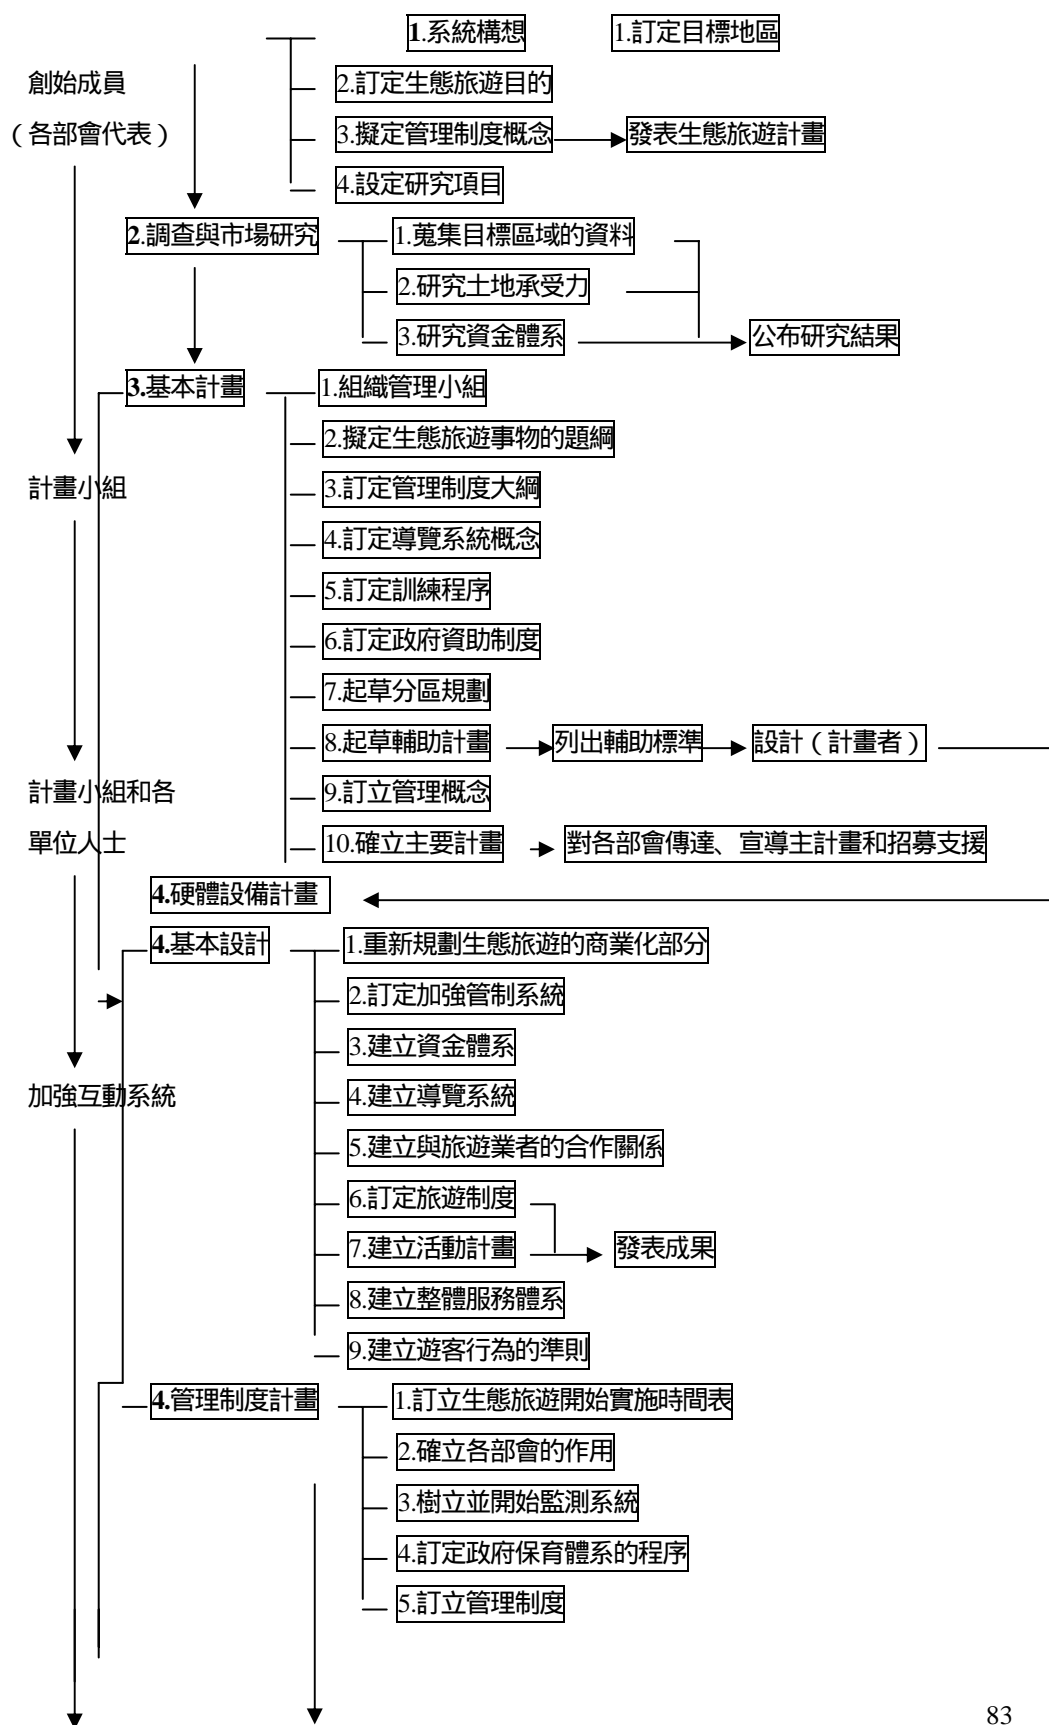 1.系統構想 1.訂定目標地區
創始成員
2.訂定生態旅遊目的
（各部會代表）
3.擬定管理制度概念 發表生態旅遊計畫
4.設定研究項目
2.調查與市場研究 1.蒐集目標區域的資料
2.研究土地承受力
3.研究資金體系 公布研究結果
3.基本計畫 1.組織管理小組
2.擬定生態旅遊事物的題綱
計畫小組 3.訂定管理制度大綱
4.訂定導覽系統概念
5.訂定訓練程序
6.訂定政府資助制度
7.起草分區規劃
8.起草輔助計畫 列出輔助標準 設計（計畫者）
計畫小組和各 9.訂立管理概念
單位人士 10.確立主要計畫 對各部會傳達、宣導主計畫和招募支援
4.硬體設備計畫
4.基本設計 1.重新規劃生態旅遊的商業化部分
2.訂定加強管制系統
3.建立資金體系
加強互動系統 4.建立導覽系統
5.建立與旅遊業者的合作關係
6.訂定旅遊制度
7.建立活動計畫 發表成果
8.建立整體服務體系
9.建立遊客行為的準則
4.管理制度計畫 1.訂立生態旅遊開始實施時間表
2.確立各部會的作用
3.樹立並開始監測系統
4.訂定政府保育體系的程序
5.訂立管理制度
83